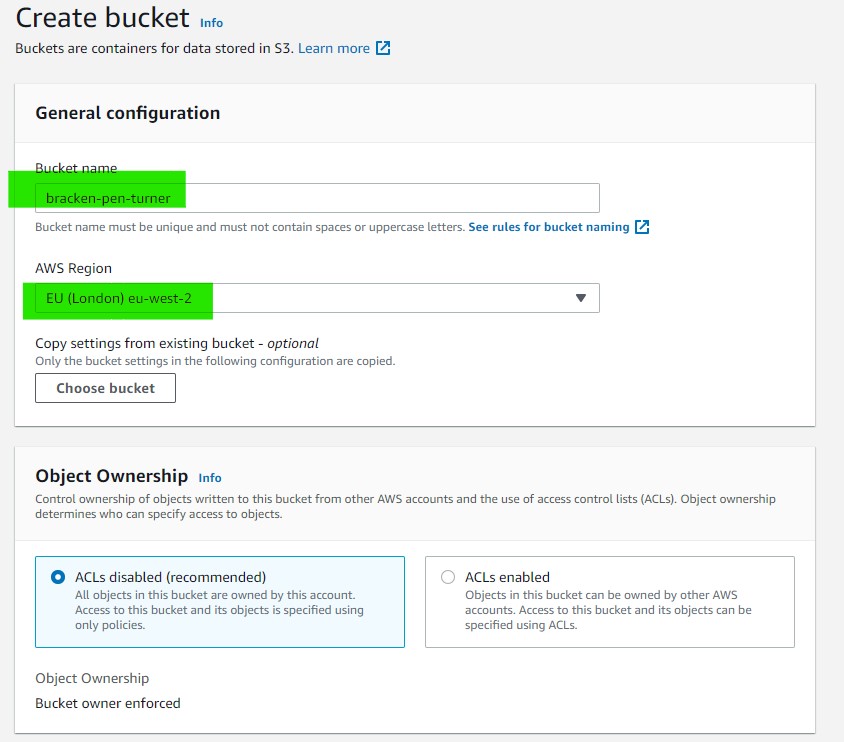 Create bucket Info
Buckets are containers for data stored in S3. Learn more
General configuration
Bucket name
bracken-pen-turner
Bucket name must be unique and must not contain spaces or uppercase letters. See rules for bucket naming
AWS Region
EU (London) eu-west-2
Copy settings from existing bucket - optional
Only the bucket settings in the following configuration are copied.
Choose bucket
Object Ownership Info
Control ownership of objects written to this bucket from other AWS accounts and the use of access control lists (ACLs). Object ownership
determines who can specify access to objects.
ACLs disabled (recommended)
All objects in this bucket are owned by this account.
Access to this bucket and its objects is specified using
only policies.
ACLs enabled
Objects in this bucket can be owned by other AWS
accounts. Access to this bucket and its objects can be
specified using ACLs.
Object Ownership
Bucket owner enforced